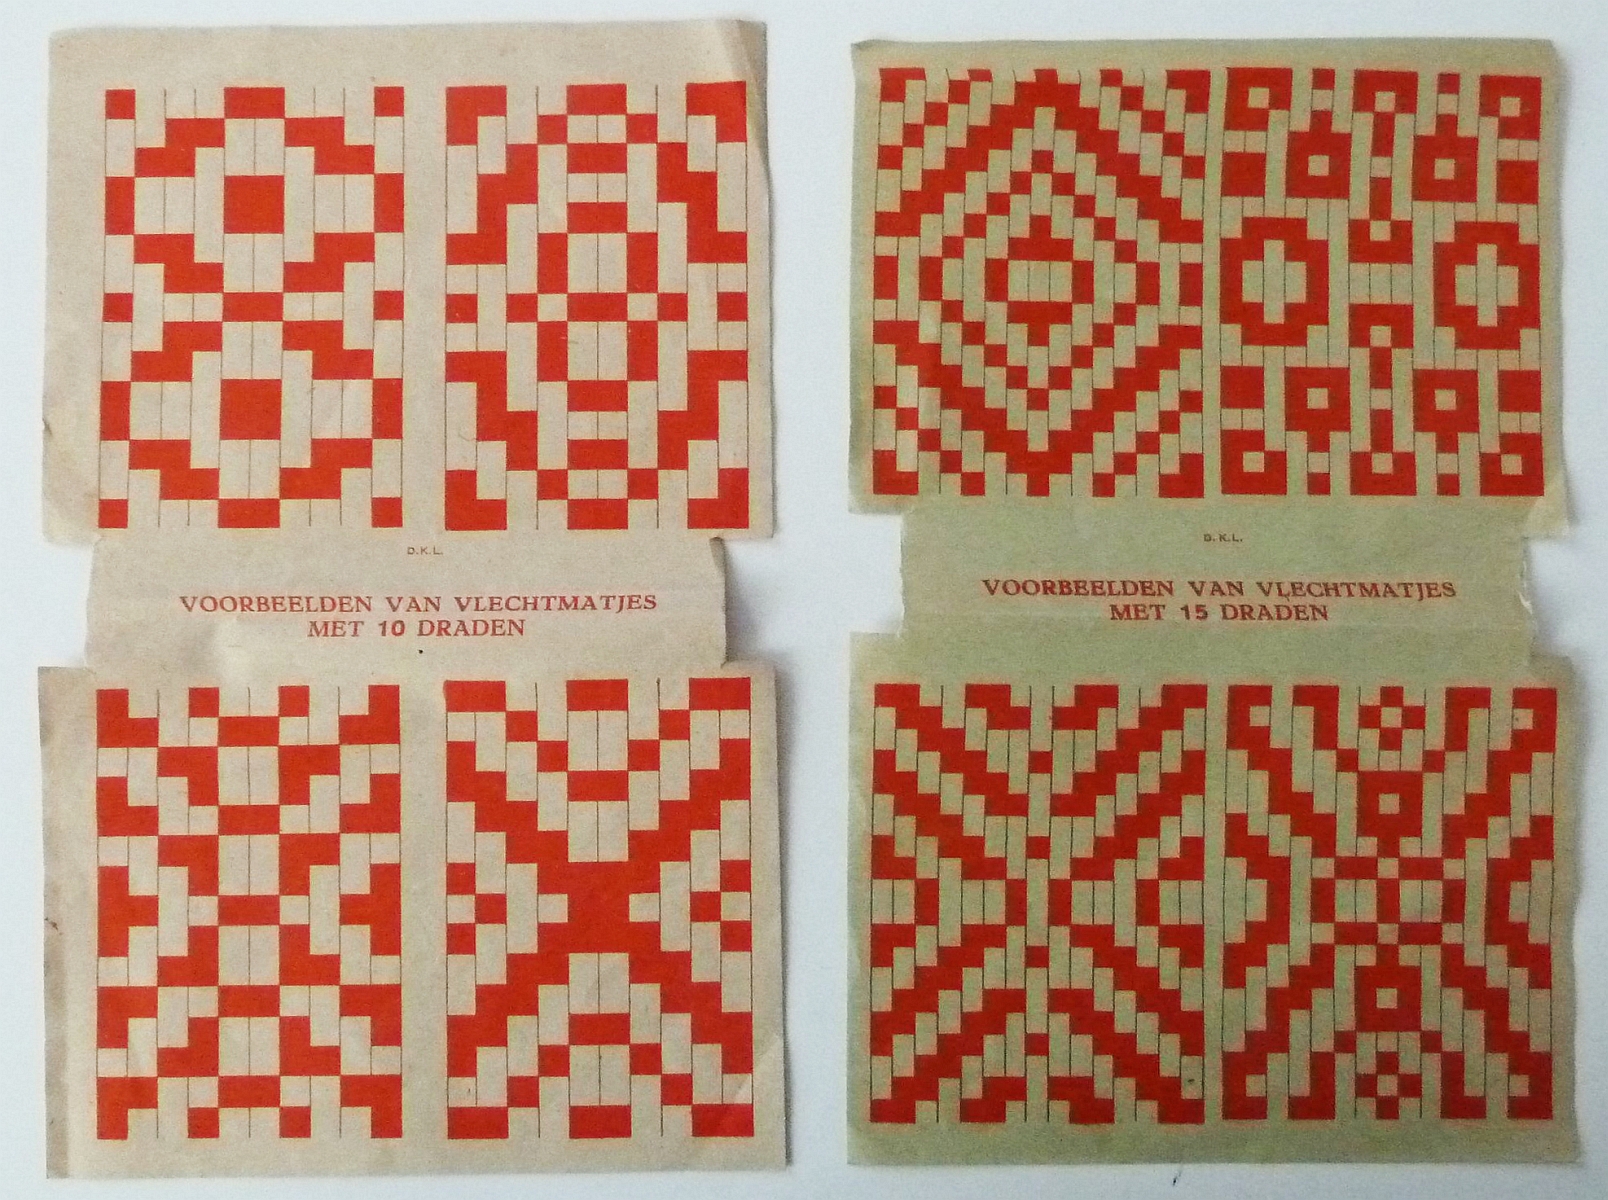 D.K.L.
VOORBEELDEN VAN VLECHTMATJES
MET 10 DRADEN
D.K.L.
VOORBEELDEN VAN VLECHTMATJES
MET 15 DRADEN